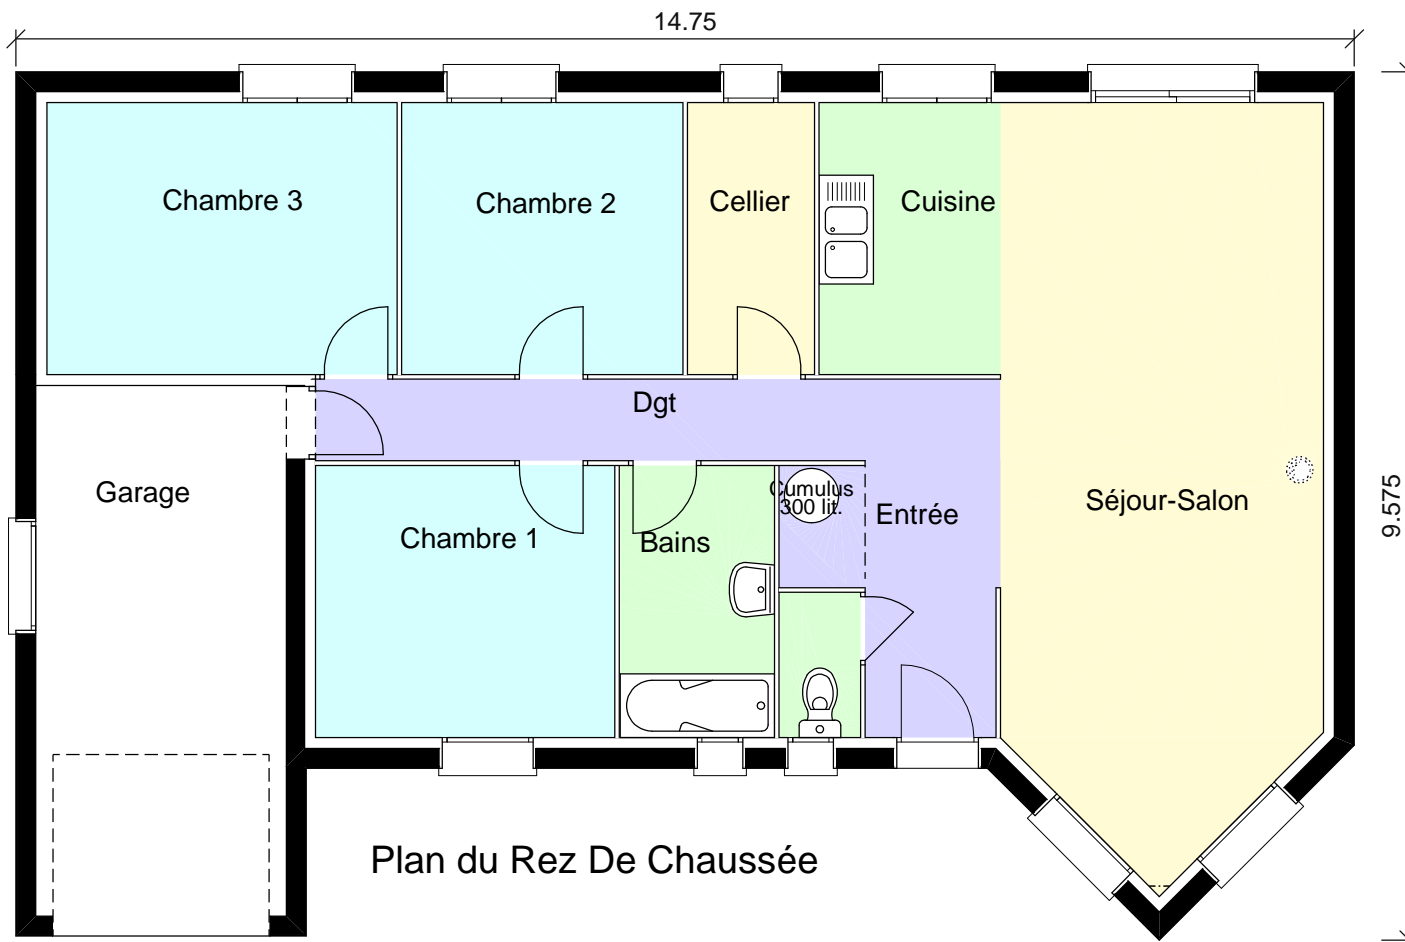 14.75
Chambre 3
Chambre 2
Cellier
Cuisine
Dgt
Garage
Chambre 1
Bains
Cumulus
300 lit.
Entrée
Séjour-Salon
9.575
Plan du Rez De Chaussée